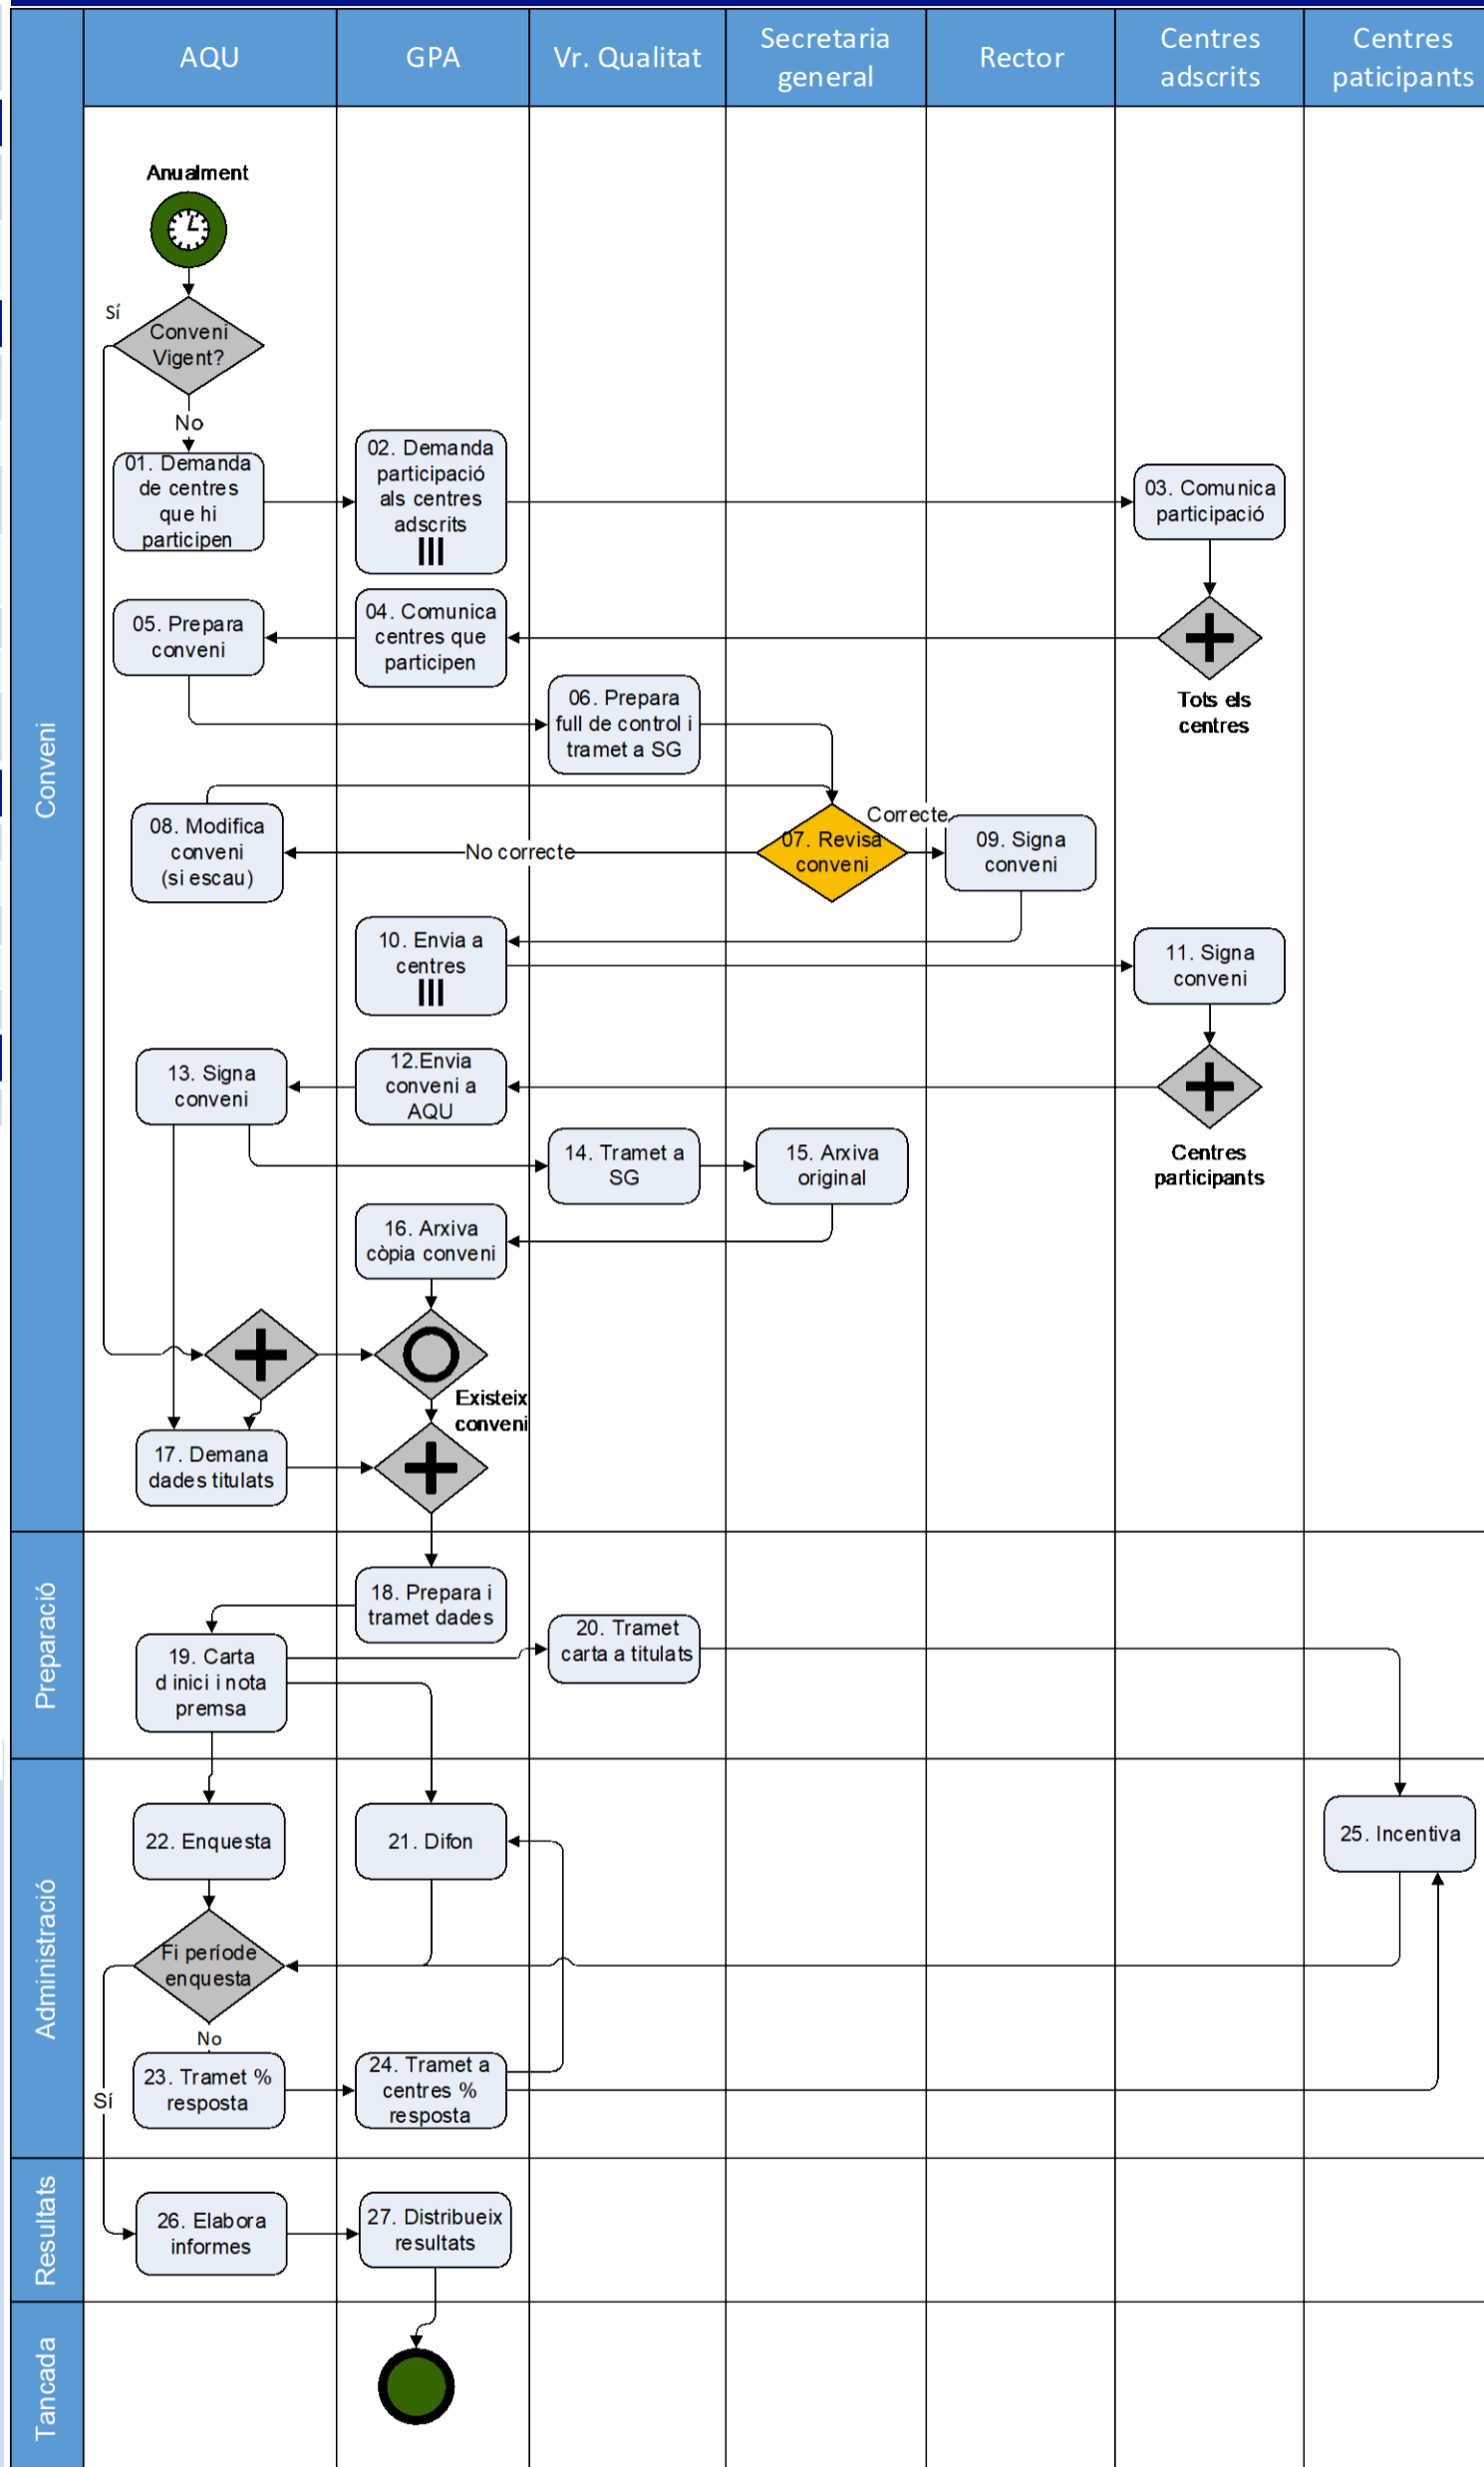 AQU
GPA
Vr. Qualitat
Secretaria
general
Rector
Centres
adscrits
Centres
paticipants
Conveni
Anualment
Sí
Conveni
Vigent?
No
01. Demanda
de centres
que hi
participen
02. Demanda
participació
als centres
adscrits
03. Comunica
participació
05. Prepara
conveni
04. Comunica
centres que
participen
Tots els
centres
06. Prepara
full de control i
tramet a SG
08. Modifica
conveni
(si escau)
No correcte
07. Revisa
conveni
Correcte
09. Signa
conveni
10. Envia a
centres
11. Signa
conveni
13. Signa
conveni
12.Envia
conveni a
AQU
Centres
participants
14. Tramet a
SG
15. Arxiva
original
16. Arxiva
còpia conveni
Existeix
conveni
17. Demana
dades titulats
Preparació
18. Prepara i
tramet dades
19. Carta
d inici i nota
premsa
20. Tramet
carta a titulats
Administració
22. Enquesta
21. Difon
25. Incentiva
Fi període
enquesta
No
Sí
23. Tramet %
resposta
24. Tramet a
centres %
resposta
Resultats
26. Elabora
informes
27. Distribueix
resultats
Tancada